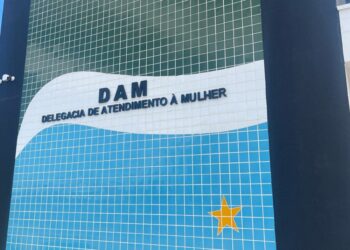 DAM
DELEGACIA DE ATENDIMENTO À MULHER